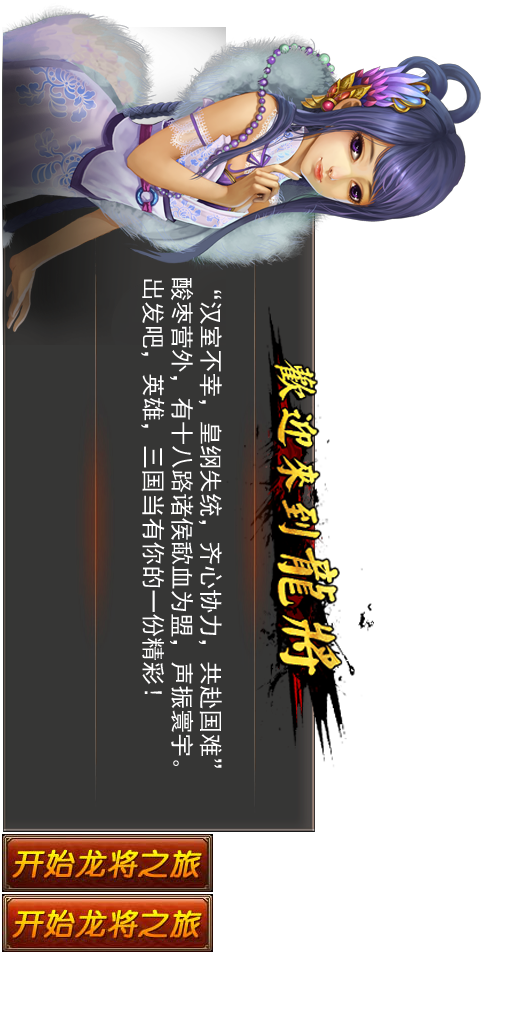 歡迎来到龍將
“汉室不幸，皇纲失统，齐心协力，共赴国难”
酸枣营外，有十八路诸侯歃血为盟，声振寰宇。
出发吧，英雄，三国当有你的一份精彩！
开始龙将之旅
开始龙将之旅